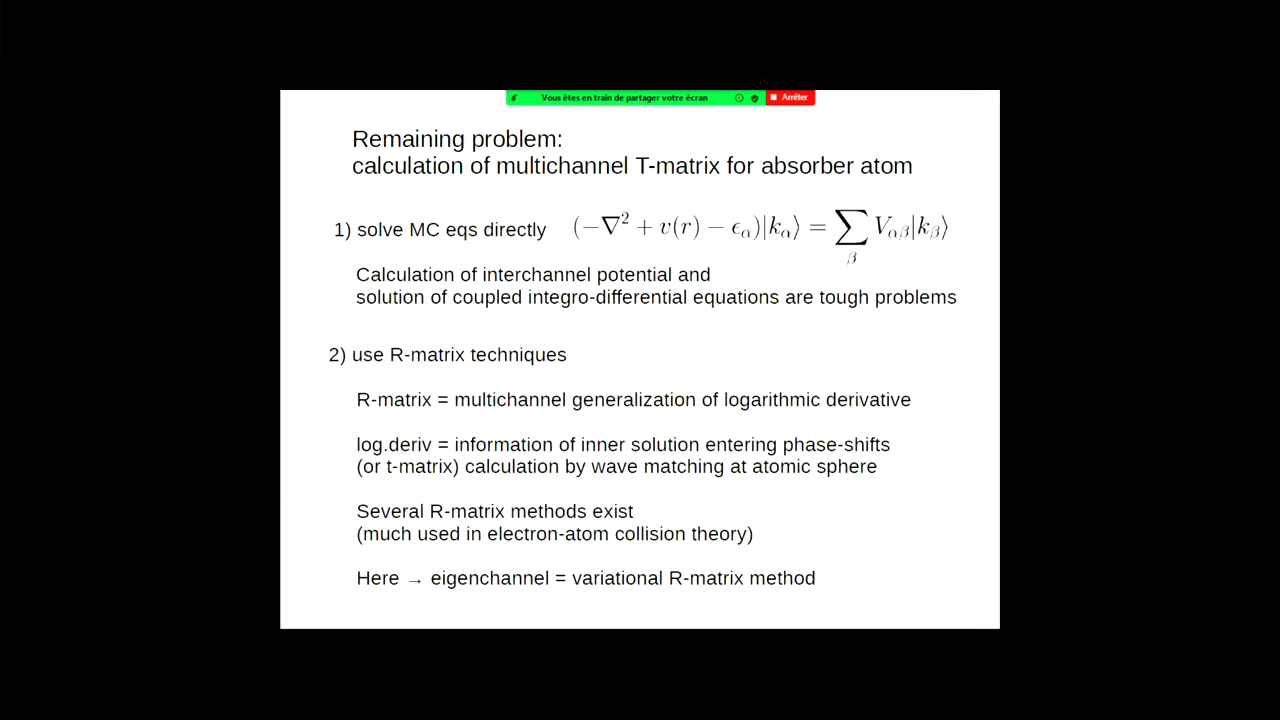 Vous êtes en train de partager votre écran
Arrêter
Remaining problem:
calculation of multichannel T-matrix for absorber atom
1) solve MC eqs directly (−∇² + v(r) − ϵ_α)|k_α⟩ = ∑_β V_αβ|k_β⟩
Calculation of interchannel potential and
solution of coupled integro-differential equations are tough problems
2) use R-matrix techniques
R-matrix = multichannel generalization of logarithmic derivative
log.deriv = information of inner solution entering phase-shifts
(or t-matrix) calculation by wave matching at atomic sphere
Several R-matrix methods exist
(much used in electron-atom collision theory)
Here → eigenchannel = variational R-matrix method